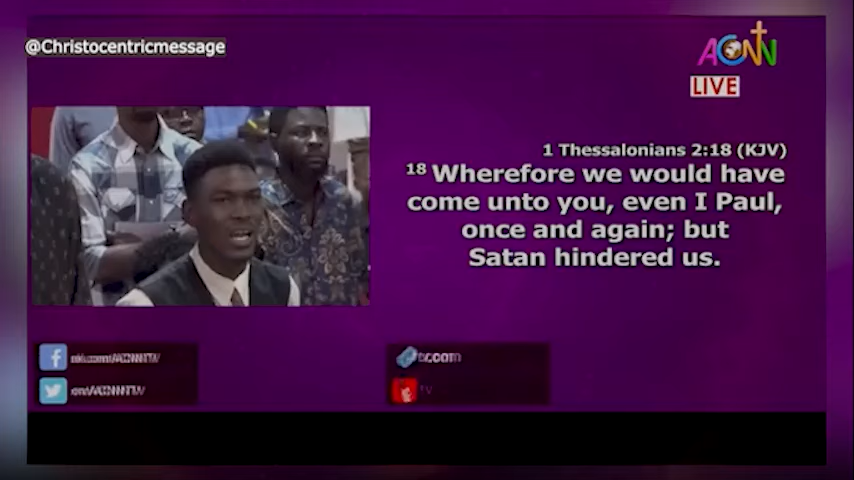 @Christocentricmessage
ACNN
LIVE
1 Thessalonians 2:18 (KJV)
18 Wherefore we would have
come unto you, even I Paul,
once and again; but
Satan hindered us.